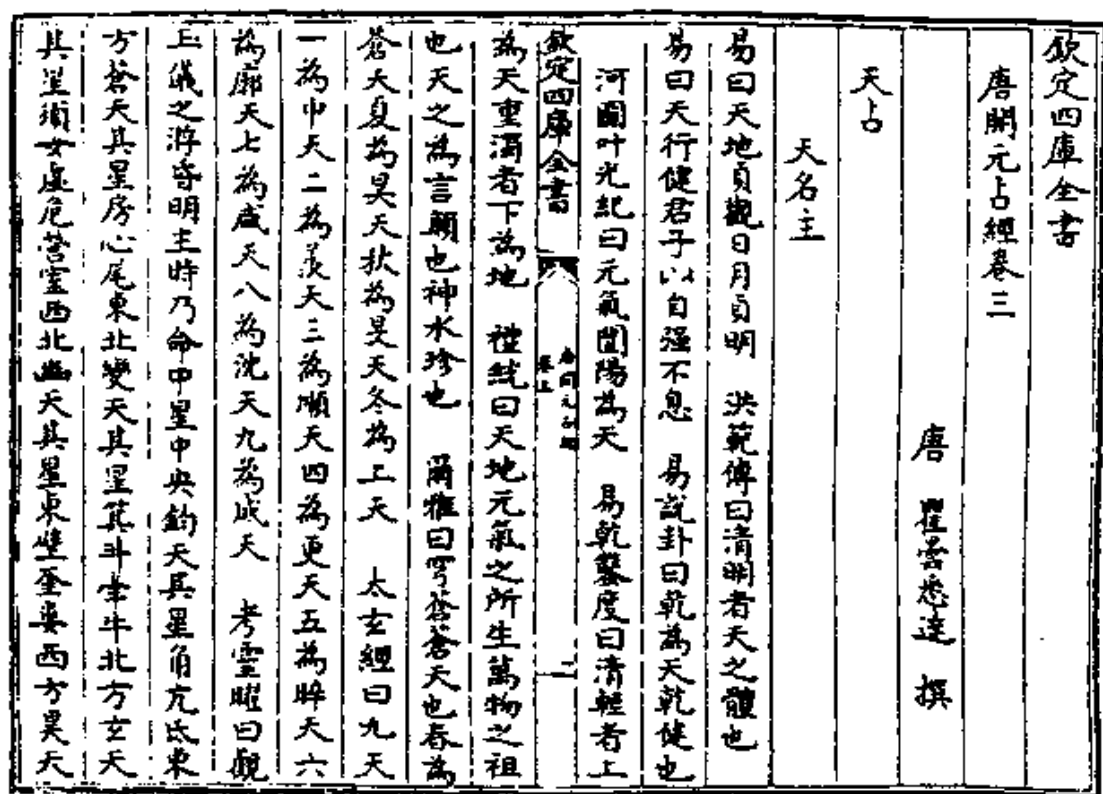 欽定四庫全書
唐開元占經卷三
唐 瞿曇悉達 撰
天占
天名主
易曰天地貞觀日月貞明 洪範傳曰清明者天之體也
易曰天行健君子以自强不息 易說卦曰乾為天乾健也
河圖叶光紀曰元氣闓陽為天 易乾鑿度曰清輕者上
欽定四庫全書
卷三
一
為天重濁者下為地 禮統曰天地元氣之所生萬物之祖
也天之為言顚也神水珍也 爾雅曰穹蒼蒼天也春為
蒼天夏為昊天秋為旻天冬為上天 太玄經曰九天
一為中天二為羨天三為順天四為更天五為睟天六
為廓天七為咸天八為沈天九為成天 考靈曜曰觀
玉儀之游昏明主時乃命中星中央鈞天其星角亢氐東
方蒼天其星房心尾東北變天其星箕斗牽牛北方玄天
其星須女虛危營室西北幽天其星東壁奎婁西方昊天